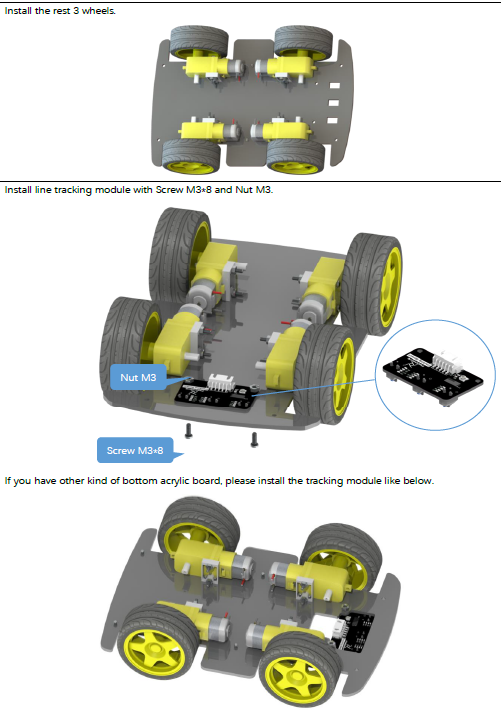 Install the rest 3 wheels.
Install line tracking module with Screw M3*8 and Nut M3.
Nut M3
Screw M3*8
If you have other kind of bottom acrylic board, please install the tracking module like below.